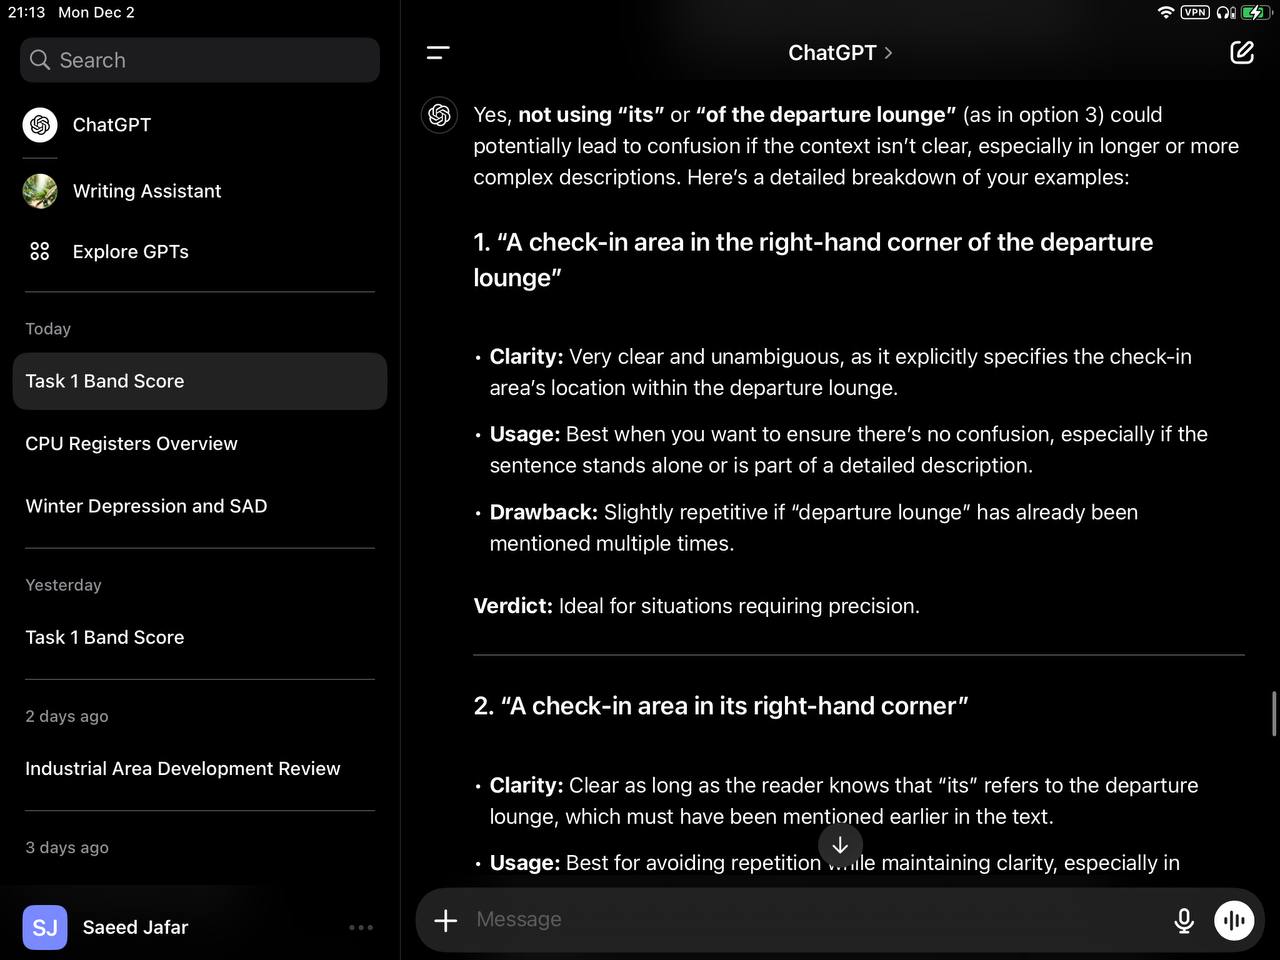 21:13 Mon Dec 2
VPN
Search
ChatGPT
Writing Assistant
Explore GPTs
Today
Task 1 Band Score
CPU Registers Overview
Winter Depression and SAD
Yesterday
Task 1 Band Score
2 days ago
Industrial Area Development Review
3 days ago
SJ Saeed Jafar
ChatGPT
Yes, not using “its” or “of the departure lounge” (as in option 3) could
potentially lead to confusion if the context isn’t clear, especially in longer or more
complex descriptions. Here’s a detailed breakdown of your examples:
1. “A check-in area in the right-hand corner of the departure
lounge”
• Clarity: Very clear and unambiguous, as it explicitly specifies the check-in
area’s location within the departure lounge.
• Usage: Best when you want to ensure there’s no confusion, especially if the
sentence stands alone or is part of a detailed description.
• Drawback: Slightly repetitive if “departure lounge” has already been
mentioned multiple times.
Verdict: Ideal for situations requiring precision.
2. “A check-in area in its right-hand corner”
• Clarity: Clear as long as the reader knows that “its” refers to the departure
lounge, which must have been mentioned earlier in the text.
• Usage: Best for avoiding repetition while maintaining clarity, especially in
Message